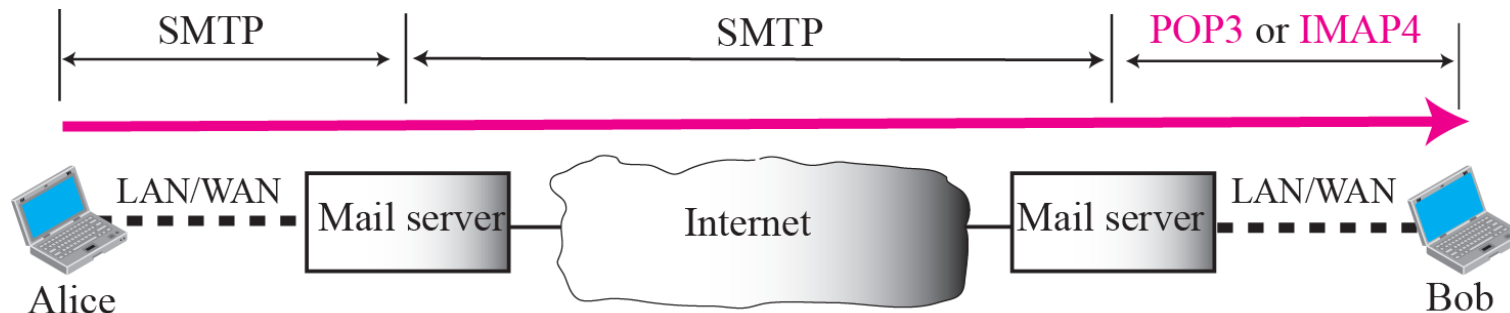 SMTP
SMTP
POP3 or IMAP4
LAN/WAN
Mail server
Internet
Mail server
LAN/WAN
Alice
Bob